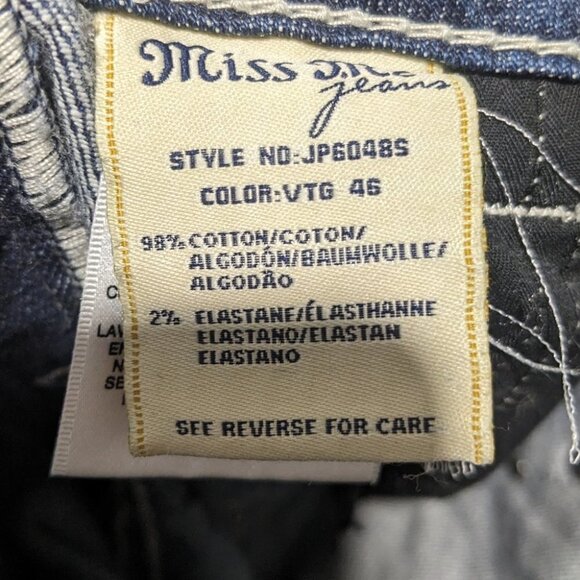 Miss Me
jeans
STYLE NO:JP6048S
COLOR:VTG 46
98% COTTON/COTON/
ALGODÓN/BAUMWOLLE/
ALGODÃO
2% ELASTANE/ÉLASTHANNE
ELASTANO/ELASTAN
ELASTANO
SEE REVERSE FOR CARE